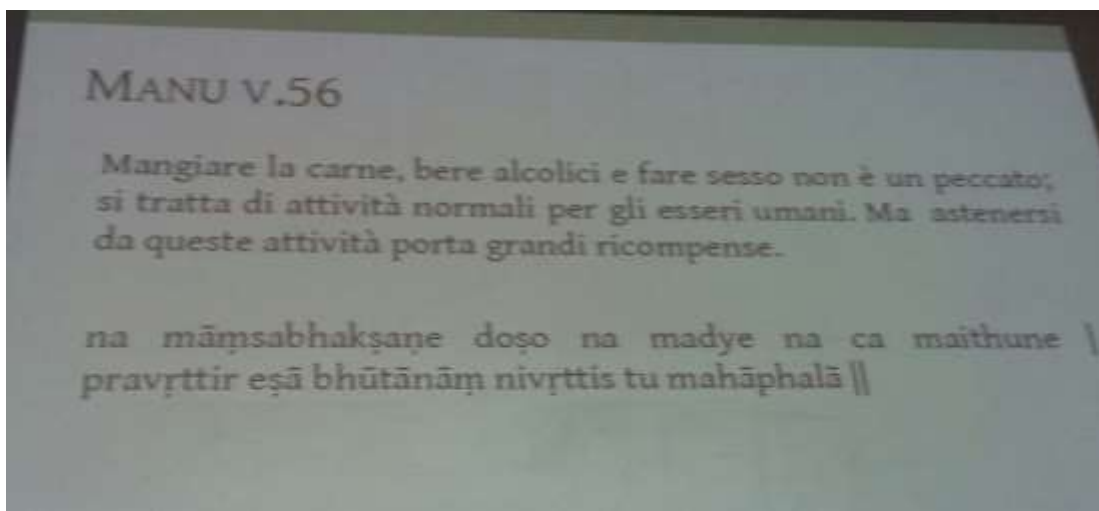 MANU V.56
Mangiare la carne, bere alcolici e fare sesso non è un peccato;
si tratta di attività normali per gli esseri umani. Ma astenersi
da queste attività porta grandi ricompense.
na māṃsabhakṣaṇe doṣo na madye na ca maithune |
pravṛttir eṣā bhūtānāṃ nivṛttis tu mahāphalā ||